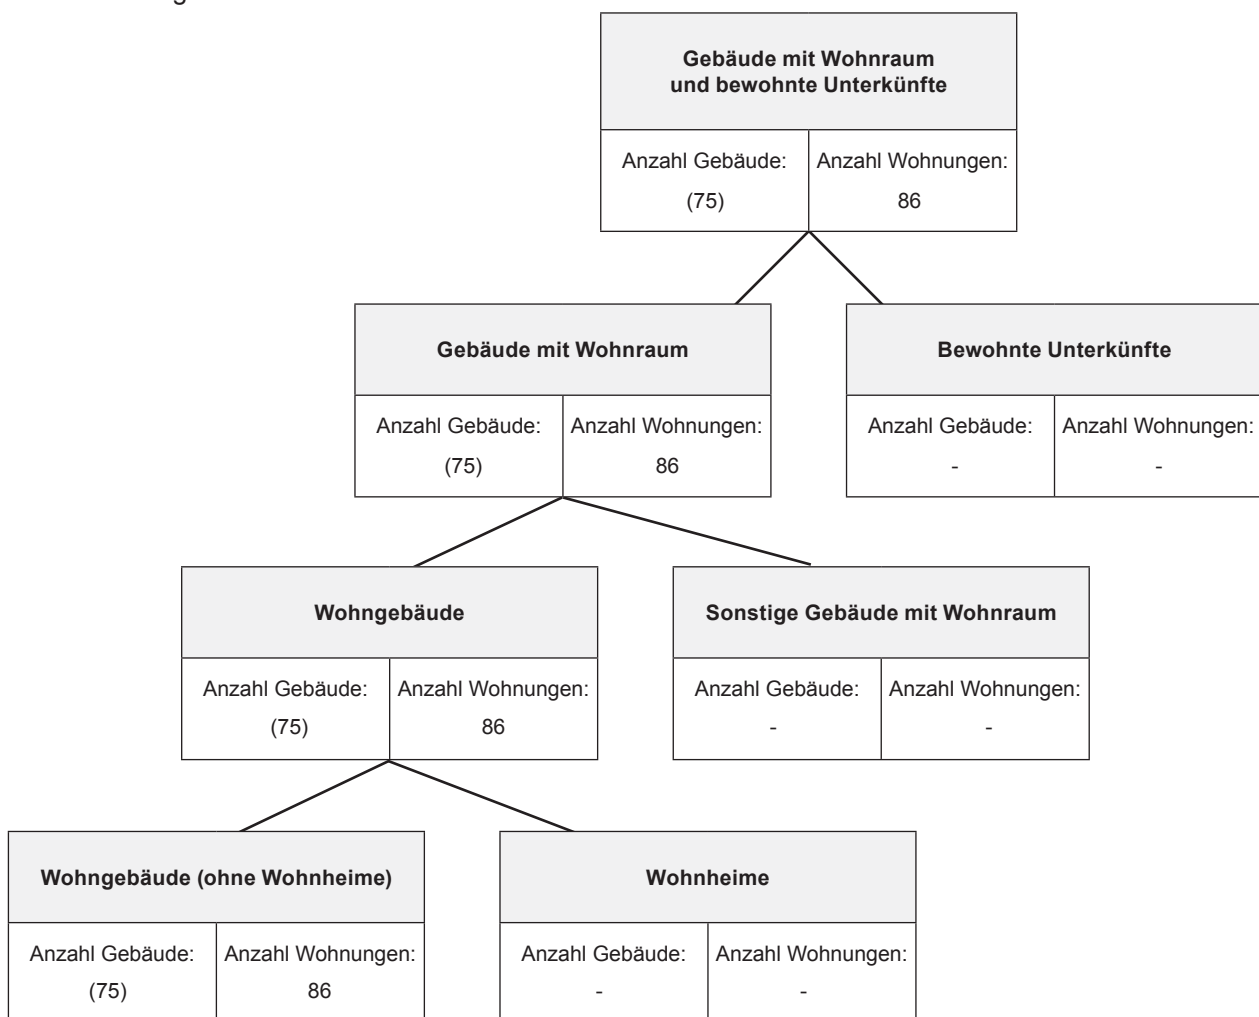 Gebäude mit Wohnraum
und bewohnte Unterkünfte
Anzahl Gebäude: Anzahl Wohnungen:
(75) 86
Gebäude mit Wohnraum
Anzahl Gebäude: Anzahl Wohnungen:
(75) 86
Bewohnte Unterkünfte
Anzahl Gebäude: Anzahl Wohnungen:
- -
Wohngebäude
Anzahl Gebäude: Anzahl Wohnungen:
(75) 86
Sonstige Gebäude mit Wohnraum
Anzahl Gebäude: Anzahl Wohnungen:
- -
Wohngebäude (ohne Wohnheime)
Anzahl Gebäude: Anzahl Wohnungen:
(75) 86
Wohnheime
Anzahl Gebäude: Anzahl Wohnungen:
- -